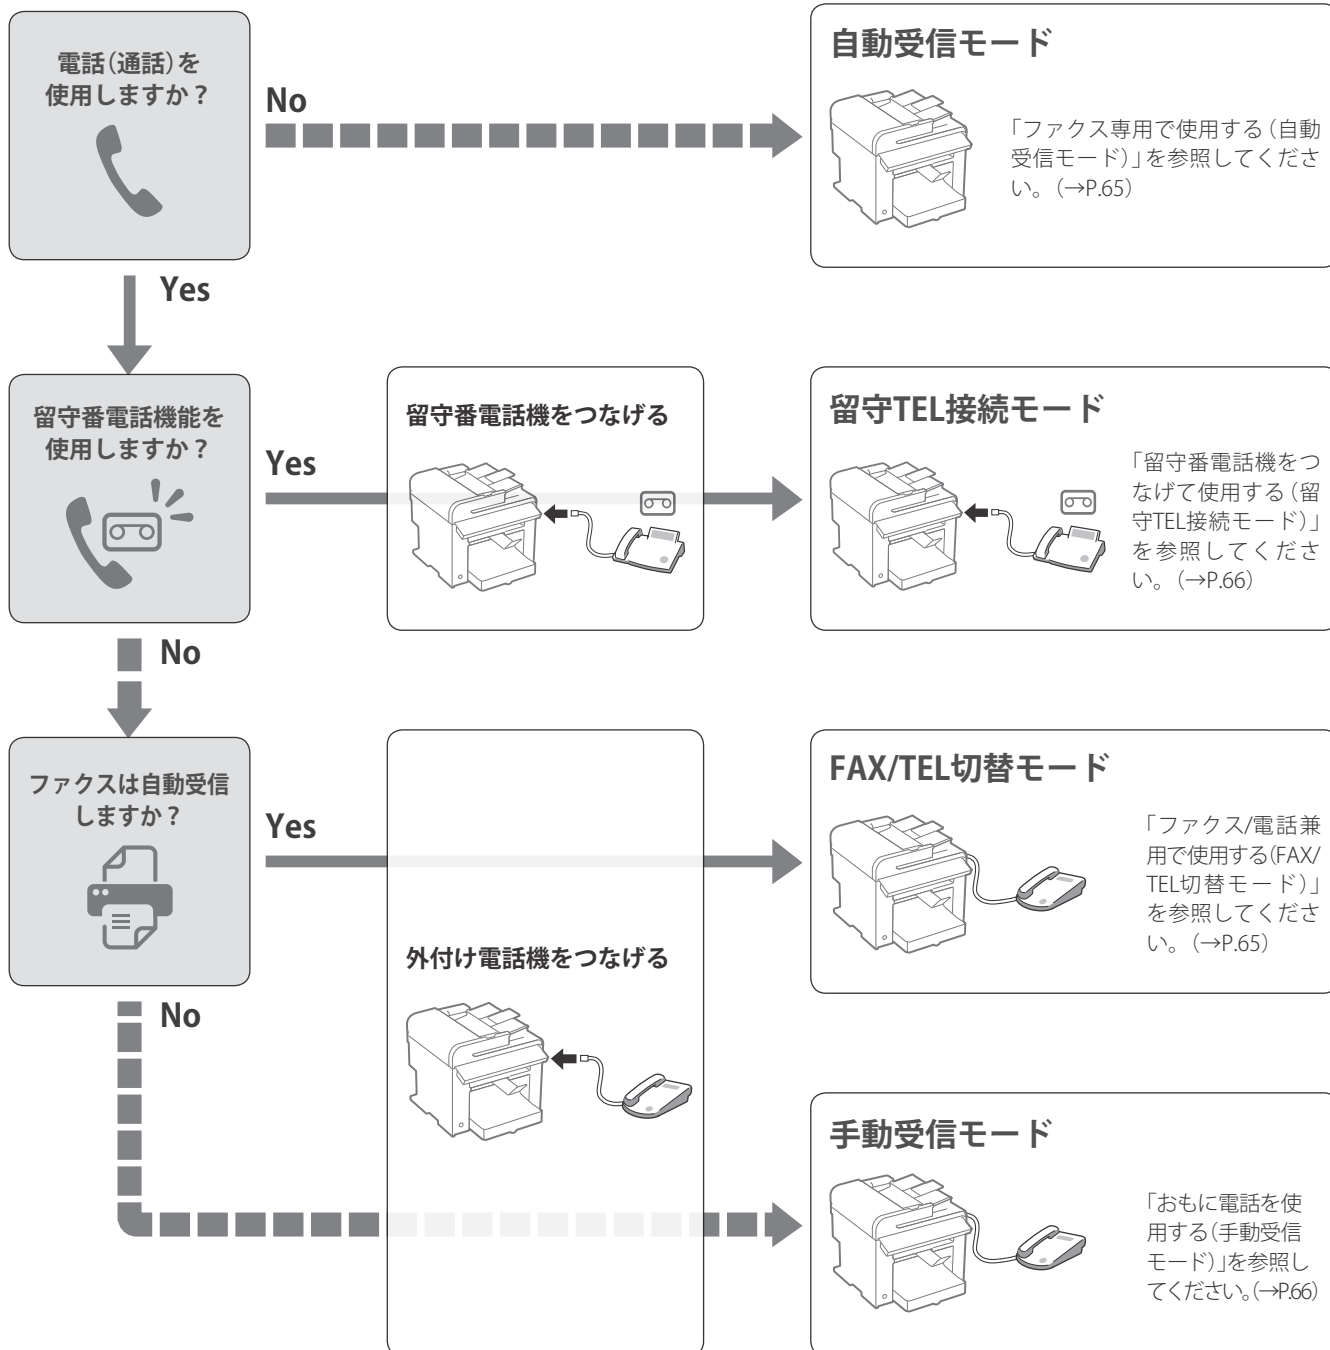 電話(通話)を
使用しますか？
No
自動受信モード
「ファクス専用で使用する(自動
受信モード)」を参照してくださ
い。(→P.65)
Yes
留守番電話機能を
使用しますか？
Yes
留守番電話機をつなげる
留守TEL接続モード
「留守番電話機をつ
なげて使用する(留
守TEL接続モード)」
を参照してくださ
い。(→P.66)
No
ファクスは自動受信
しますか？
Yes
外付け電話機をつなげる
FAX/TEL切替モード
「ファクス/電話兼
用で使用する(FAX/
TEL切替モード)」
を参照してくださ
い。(→P.65)
No
手動受信モード
「おもに電話を使
用する(手動受信
モード)」を参照し
てください。(→P.66)